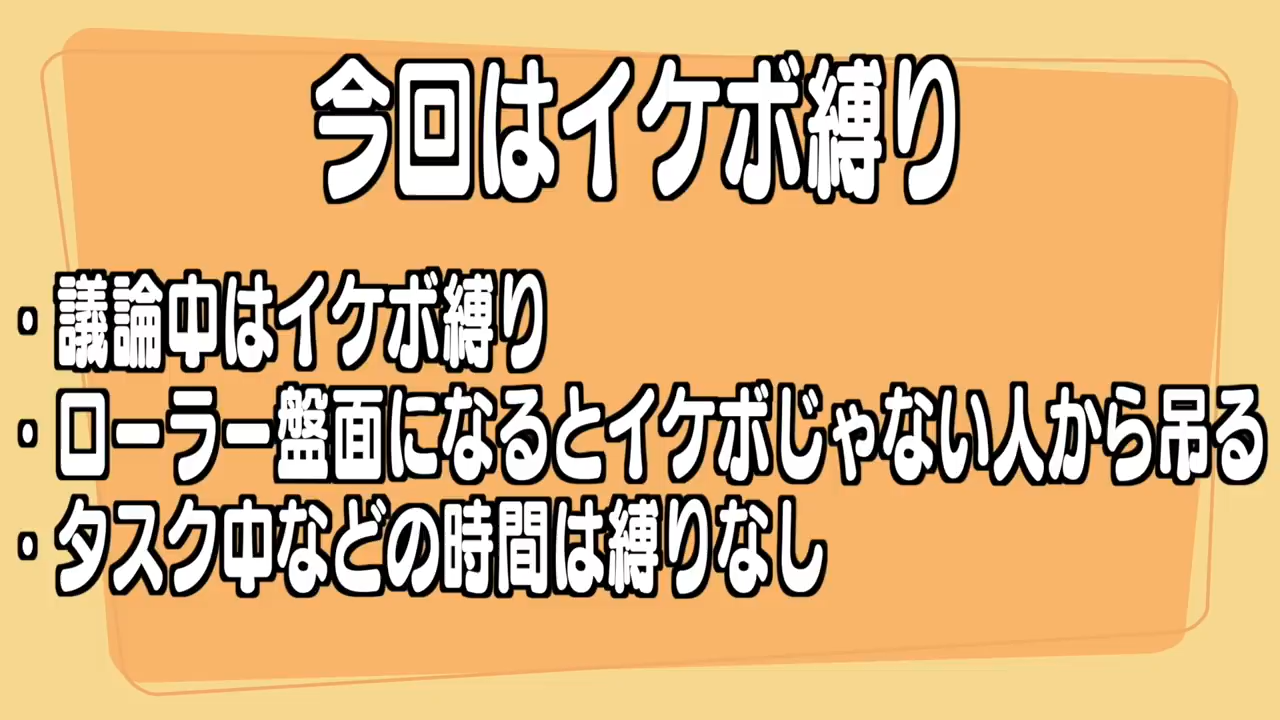 今回はイケボ縛り
・議論中はイケボ縛り
・ローラー盤面になるとイケボじゃない人から吊る
・タスク中などの時間は縛りなし